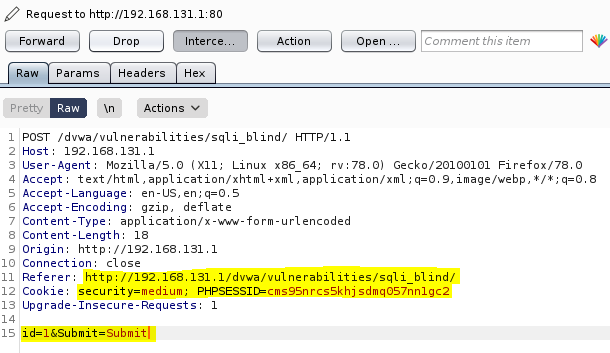 Request to http://192.168.131.1:80
Forward Drop Interce... Action Open ... Comment this item
Raw Params Headers Hex
Pretty Raw \n Actions
1 POST /dvwa/vulnerabilities/sqli_blind/ HTTP/1.1
2 Host: 192.168.131.1
3 User-Agent: Mozilla/5.0 (X11; Linux x86_64; rv:78.0) Gecko/20100101 Firefox/78.0
4 Accept: text/html,application/xhtml+xml,application/xml;q=0.9,image/webp,*/*;q=0.8
5 Accept-Language: en-US,en;q=0.5
6 Accept-Encoding: gzip, deflate
7 Content-Type: application/x-www-form-urlencoded
8 Content-Length: 18
9 Origin: http://192.168.131.1
10 Connection: close
11 Referer: http://192.168.131.1/dvwa/vulnerabilities/sqli_blind/
12 Cookie: security=medium; PHPSESSID=cms95nrcs5khjsdmq057nn1gc2
13 Upgrade-Insecure-Requests: 1
14
15 id=1&Submit=Submit